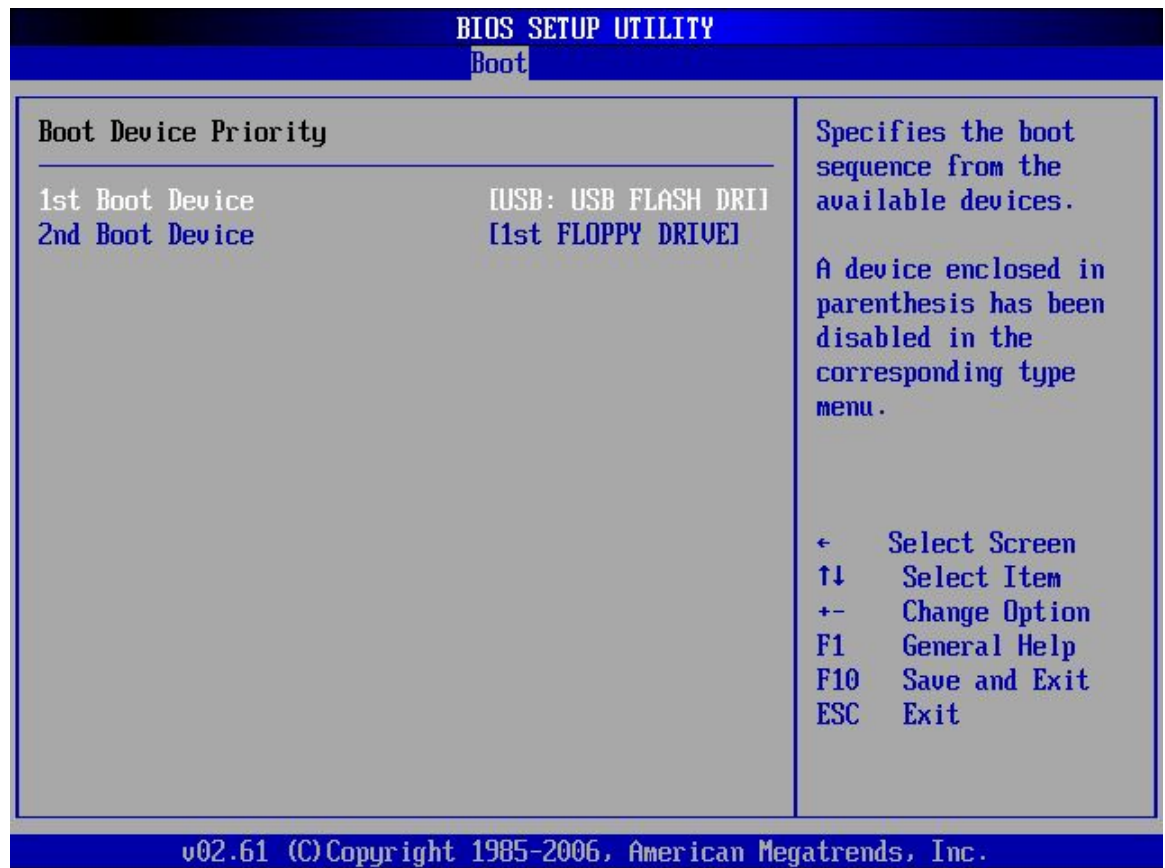 BIOS SETUP UTILITY
Boot
Boot Device Priority
1st Boot Device [USB: USB FLASH DRI]
2nd Boot Device [1st FLOPPY DRIVE]
Specifies the boot
sequence from the
available devices.
A device enclosed in
parenthesis has been
disabled in the
corresponding type
menu.
← Select Screen
↑↓ Select Item
+- Change Option
F1 General Help
F10 Save and Exit
ESC Exit
v02.61 (C)Copyright 1985-2006, American Megatrends, Inc.